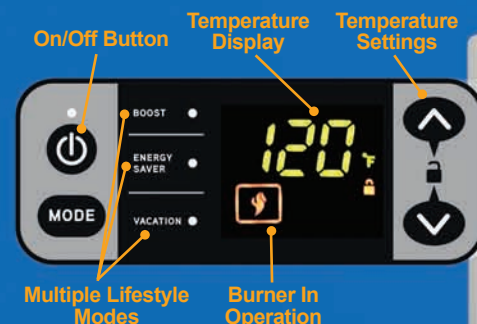 Temperature
Display
Temperature
Settings
On/Off Button
BOOST
ENERGY
SAVER
VACATION
MODE
120
°F
Multiple Lifestyle
Modes
Burner In
Operation